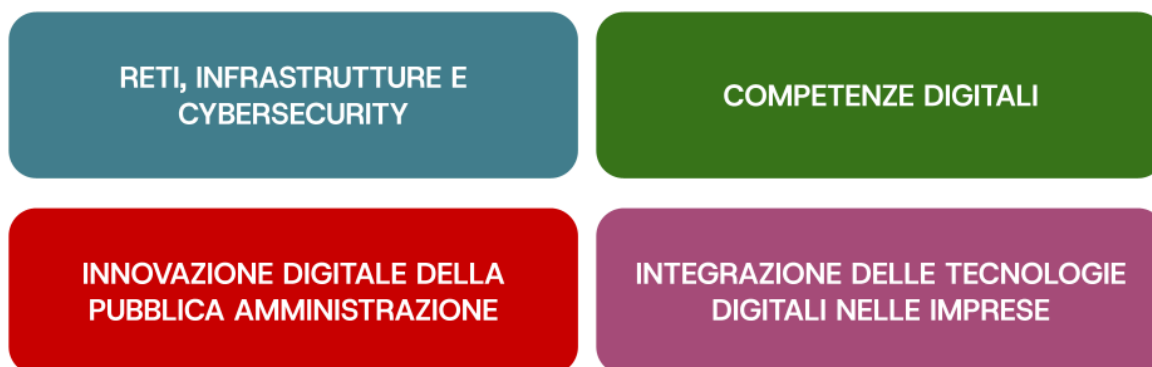 RETI, INFRASTRUTTURE E
CYBERSECURITY
COMPETENZE DIGITALI
INNOVAZIONE DIGITALE DELLA
PUBBLICA AMMINISTRAZIONE
INTEGRAZIONE DELLE TECNOLOGIE
DIGITALI NELLE IMPRESE